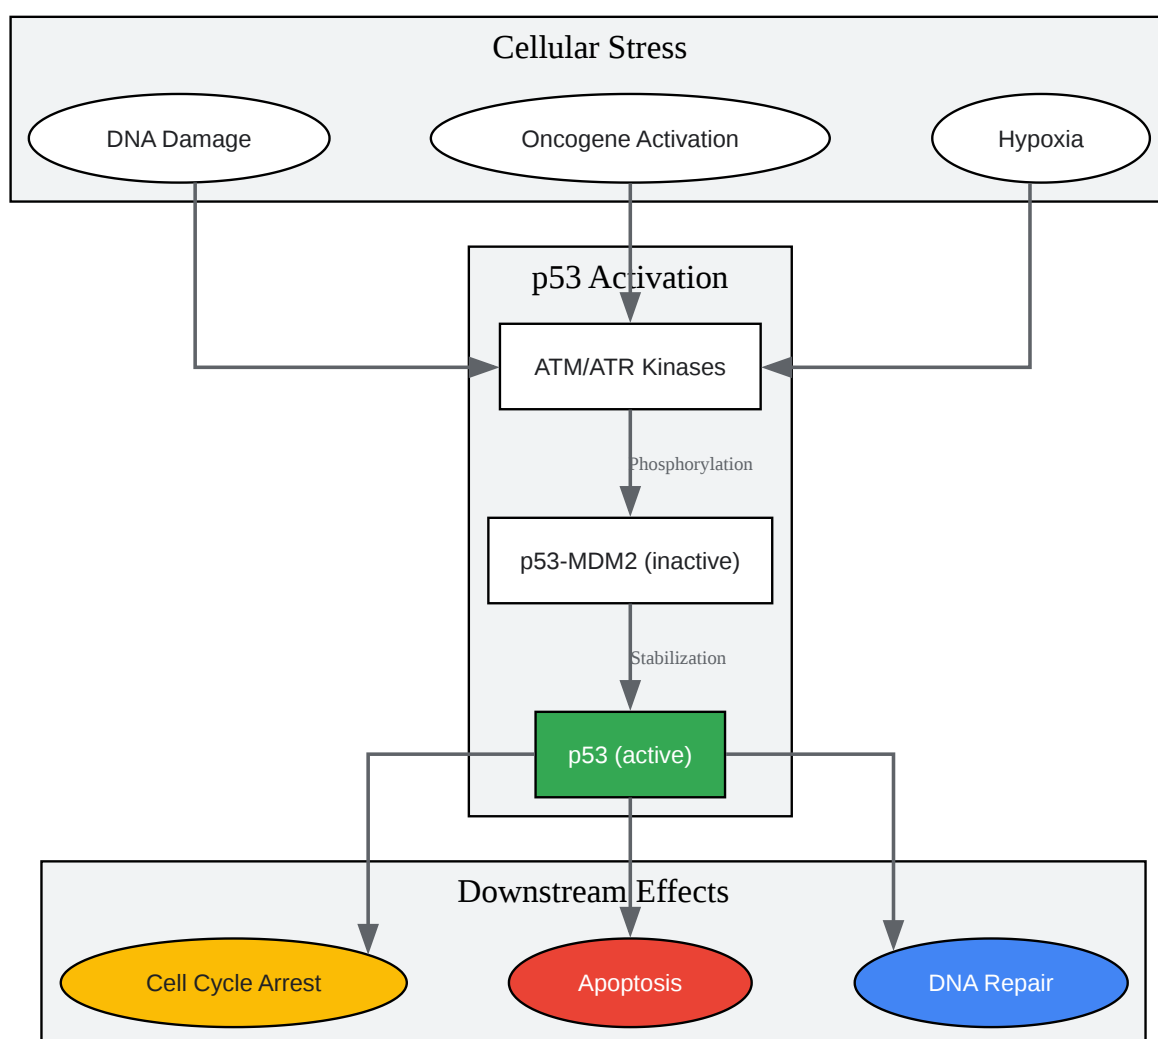 Cellular Stress
DNA Damage
Oncogene Activation
Hypoxia
p53 Activation
ATM/ATR Kinases
Phosphorylation
p53-MDM2 (inactive)
Stabilization
p53 (active)
Downstream Effects
Cell Cycle Arrest
Apoptosis
DNA Repair